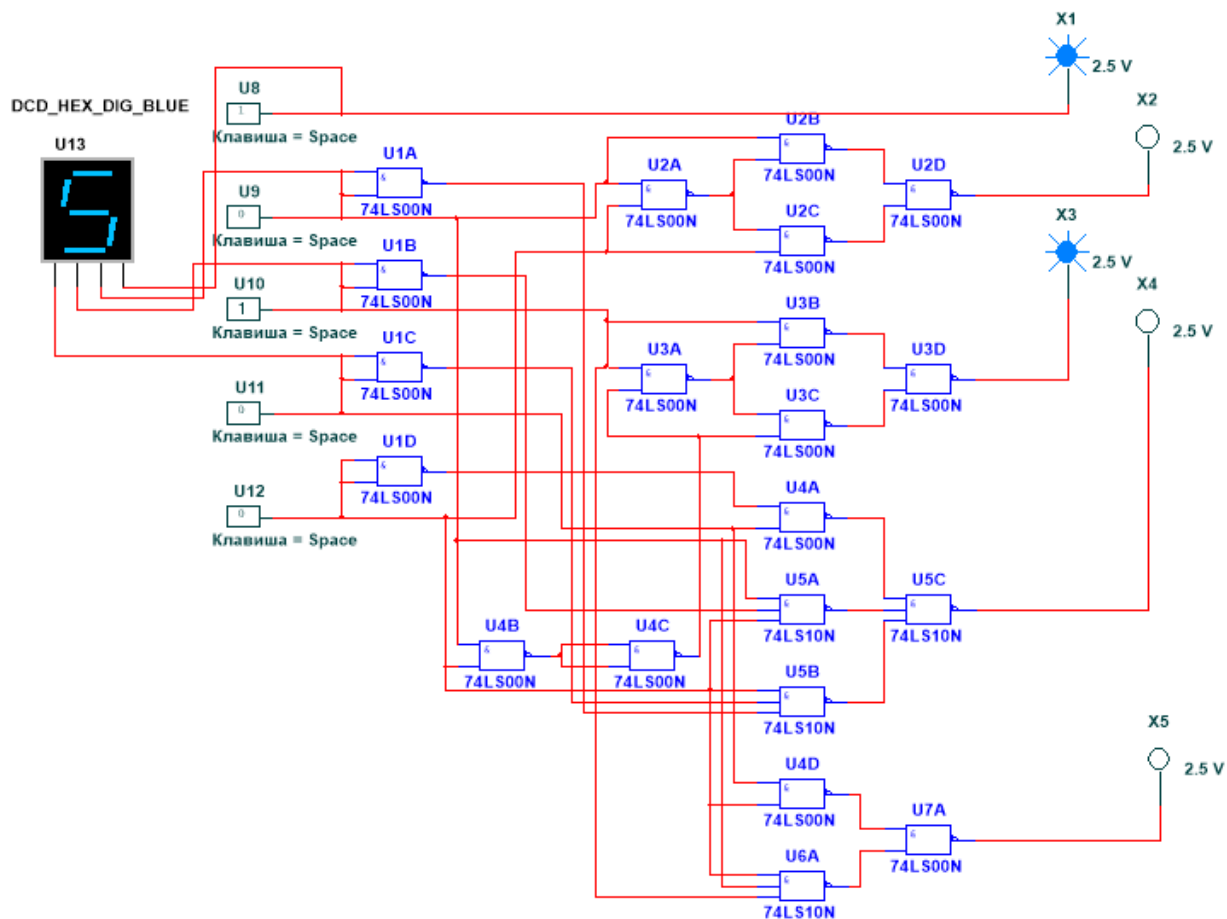 X1
2.5 V
U8
1
Клавиша = Space
DCD_HEX_DIG_BLUE
U13
5
X2
2.5 V
U2B
&
74LS00N
U1A
&
74LS00N
U2A
&
74LS00N
U2D
&
74LS00N
U9
0
Клавиша = Space
U2C
&
74LS00N
X3
2.5 V
U1B
&
74LS00N
U10
1
Клавиша = Space
X4
2.5 V
U3B
&
74LS00N
U1C
&
74LS00N
U3A
&
74LS00N
U3D
&
74LS00N
U11
0
Клавиша = Space
U3C
&
74LS00N
U1D
&
74LS00N
U12
0
Клавиша = Space
U4A
&
74LS00N
U5A
&
74LS10N
U5C
&
74LS10N
U4B
&
74LS00N
U4C
&
74LS00N
U5B
&
74LS10N
X5
2.5 V
U4D
&
74LS00N
U7A
&
74LS00N
U6A
&
74LS10N